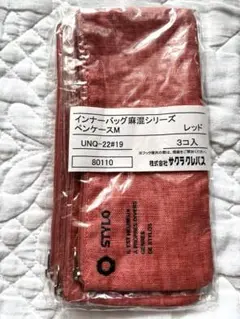 インナーバッグ麻混シリーズ
ペンケースM レッド
UNQ-22#19 3コ入
80110 株式会社サクラクレパス
STYLO
DE STYLOS